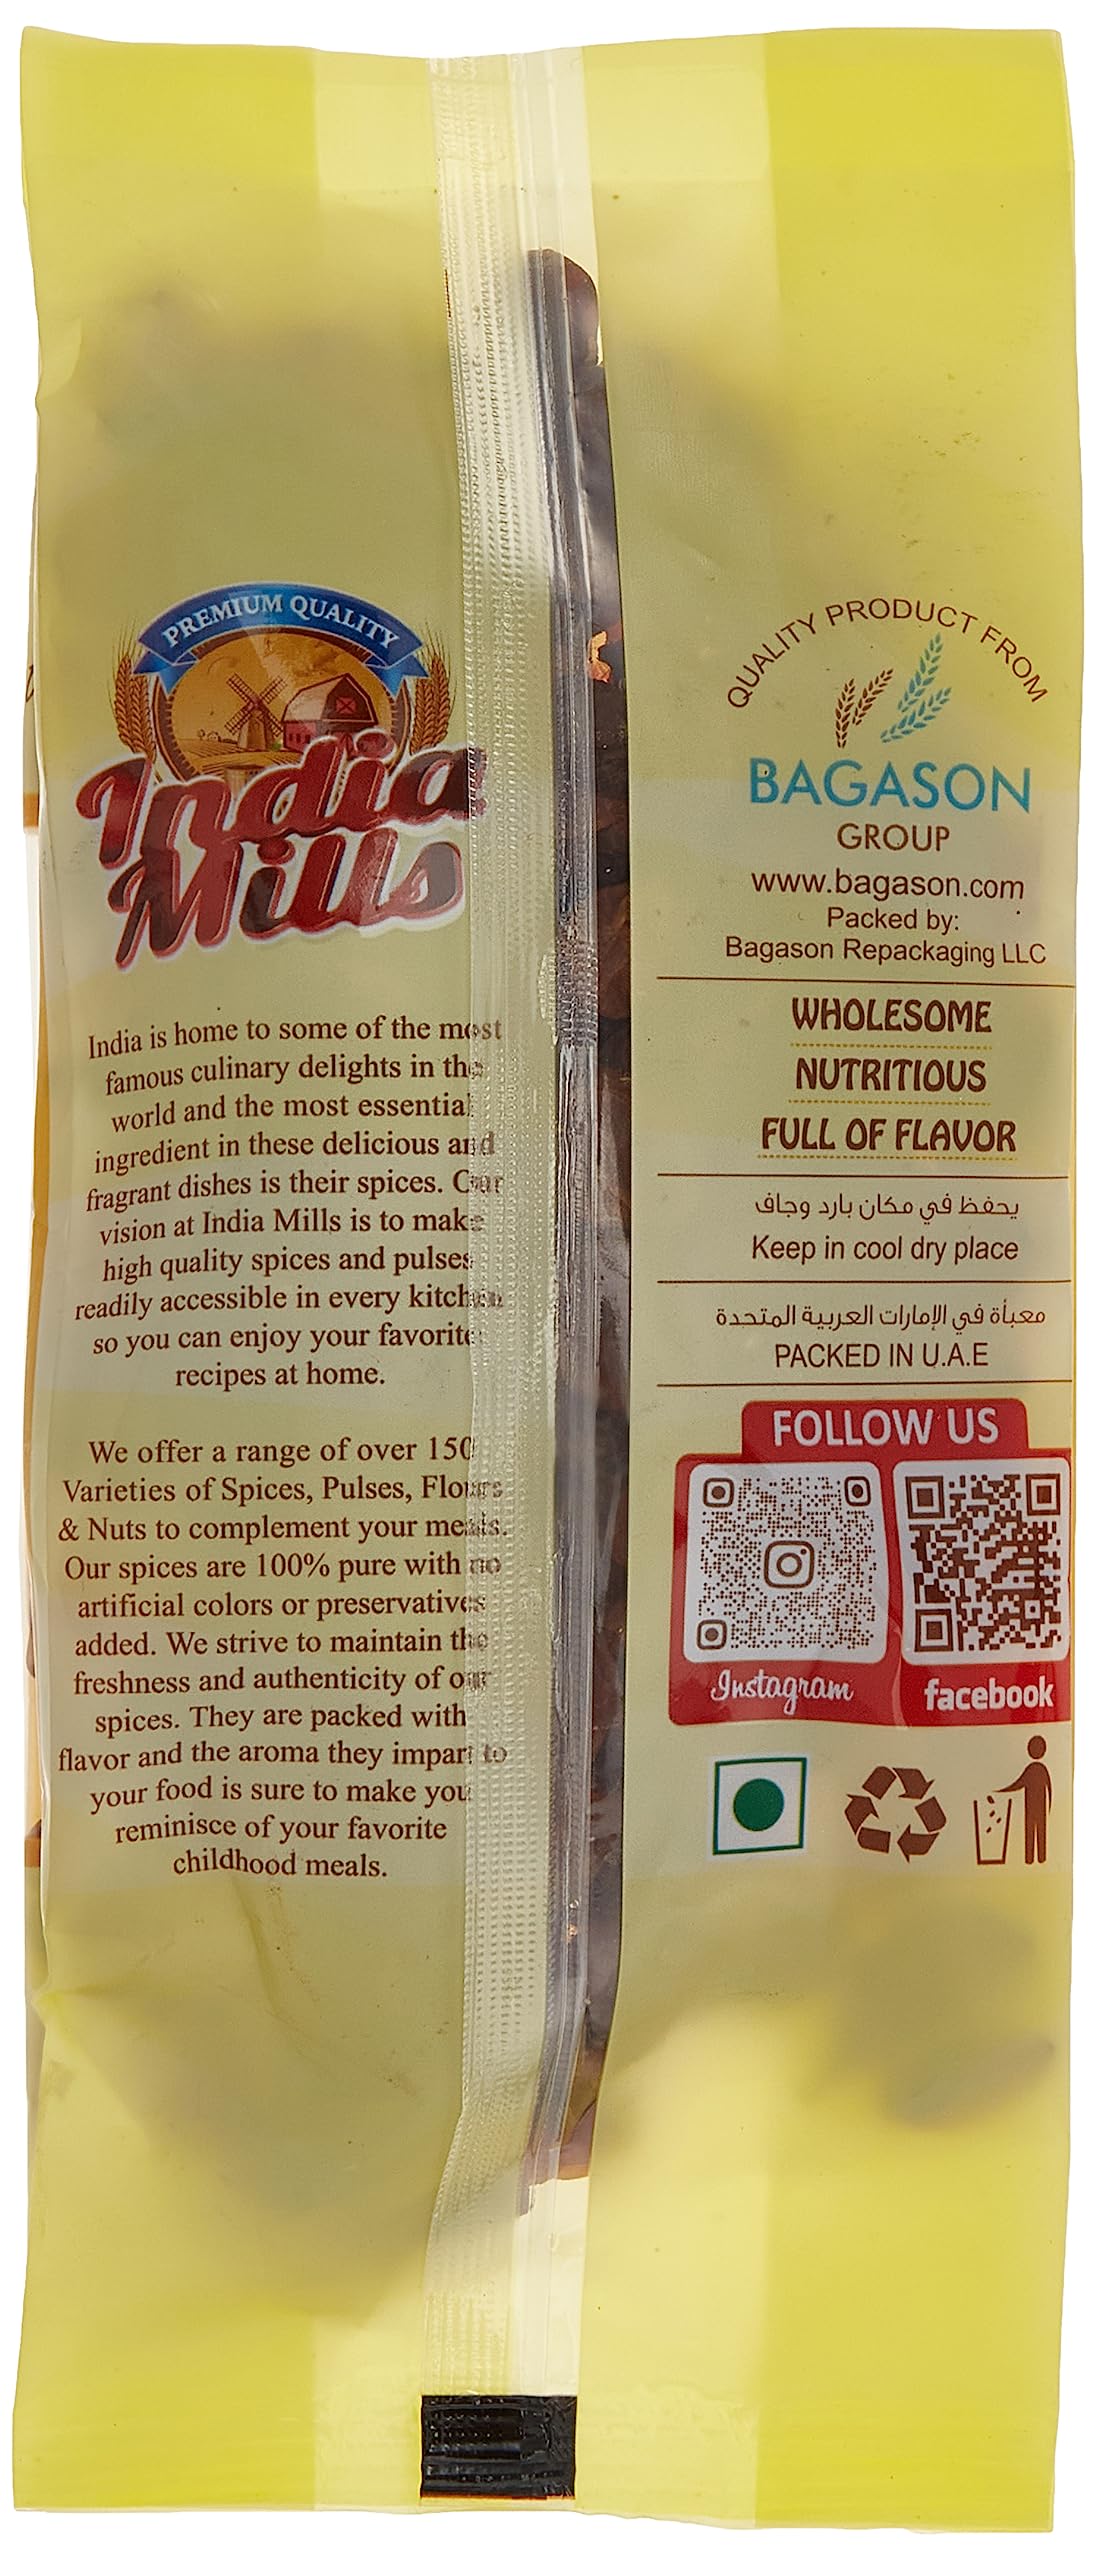 PREMIUM QUALITY
India
Mills
India is home to some of the most
famous culinary delights in the
world and the most essential
ingredient in these delicious and
fragrant dishes is their spices. Our
vision at India Mills is to make
high quality spices and pulses
readily accessible in every kitchen
so you can enjoy your favorite
recipes at home.
We offer a range of over 150
Varieties of Spices, Pulses, Flours
& Nuts to complement your meals.
Our spices are 100% pure with no
artificial colors or preservatives
added. We strive to maintain the
freshness and authenticity of our
spices. They are packed with
flavor and the aroma they impart to
your food is sure to make you
reminisce of your favorite
childhood meals.
QUALITY PRODUCT FROM
BAGASON
GROUP
www.bagason.com
Packed by:
Bagason Repackaging LLC
WHOLESOME
NUTRITIOUS
FULL OF FLAVOR
يحفظ في مكان بارد وجاف
Keep in cool dry place
معبأة في الإمارات العربية المتحدة
PACKED IN U.A.E
FOLLOW US
Instagram
facebook